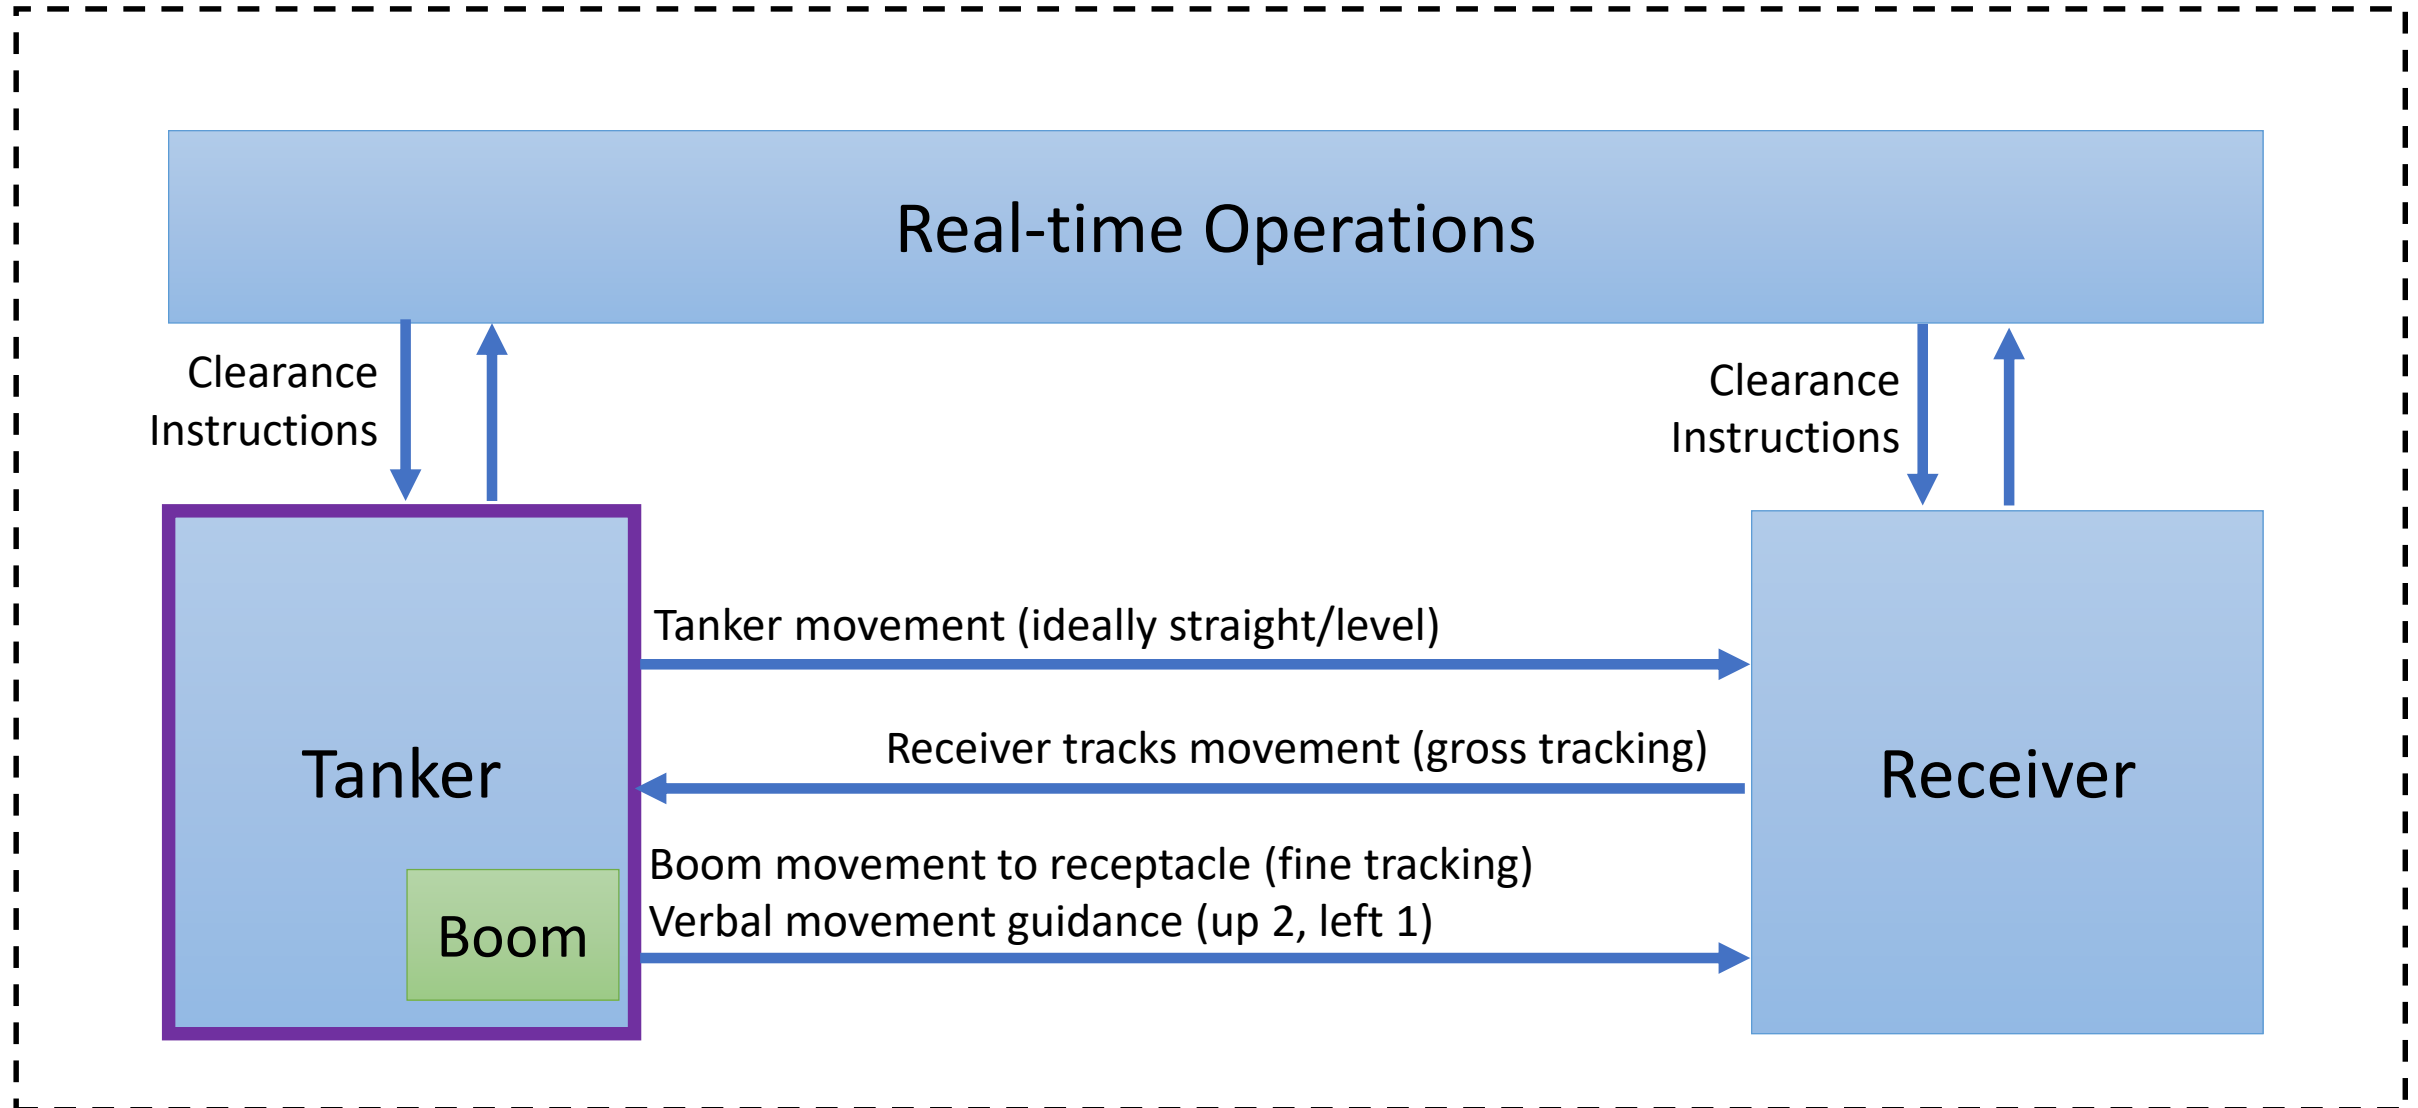 Real-time Operations
Clearance
Instructions
Clearance
Instructions
Tanker movement (ideally straight/level)
Receiver tracks movement (gross tracking)
Tanker
Receiver
Boom movement to receptacle (fine tracking)
Verbal movement guidance (up 2, left 1)
Boom